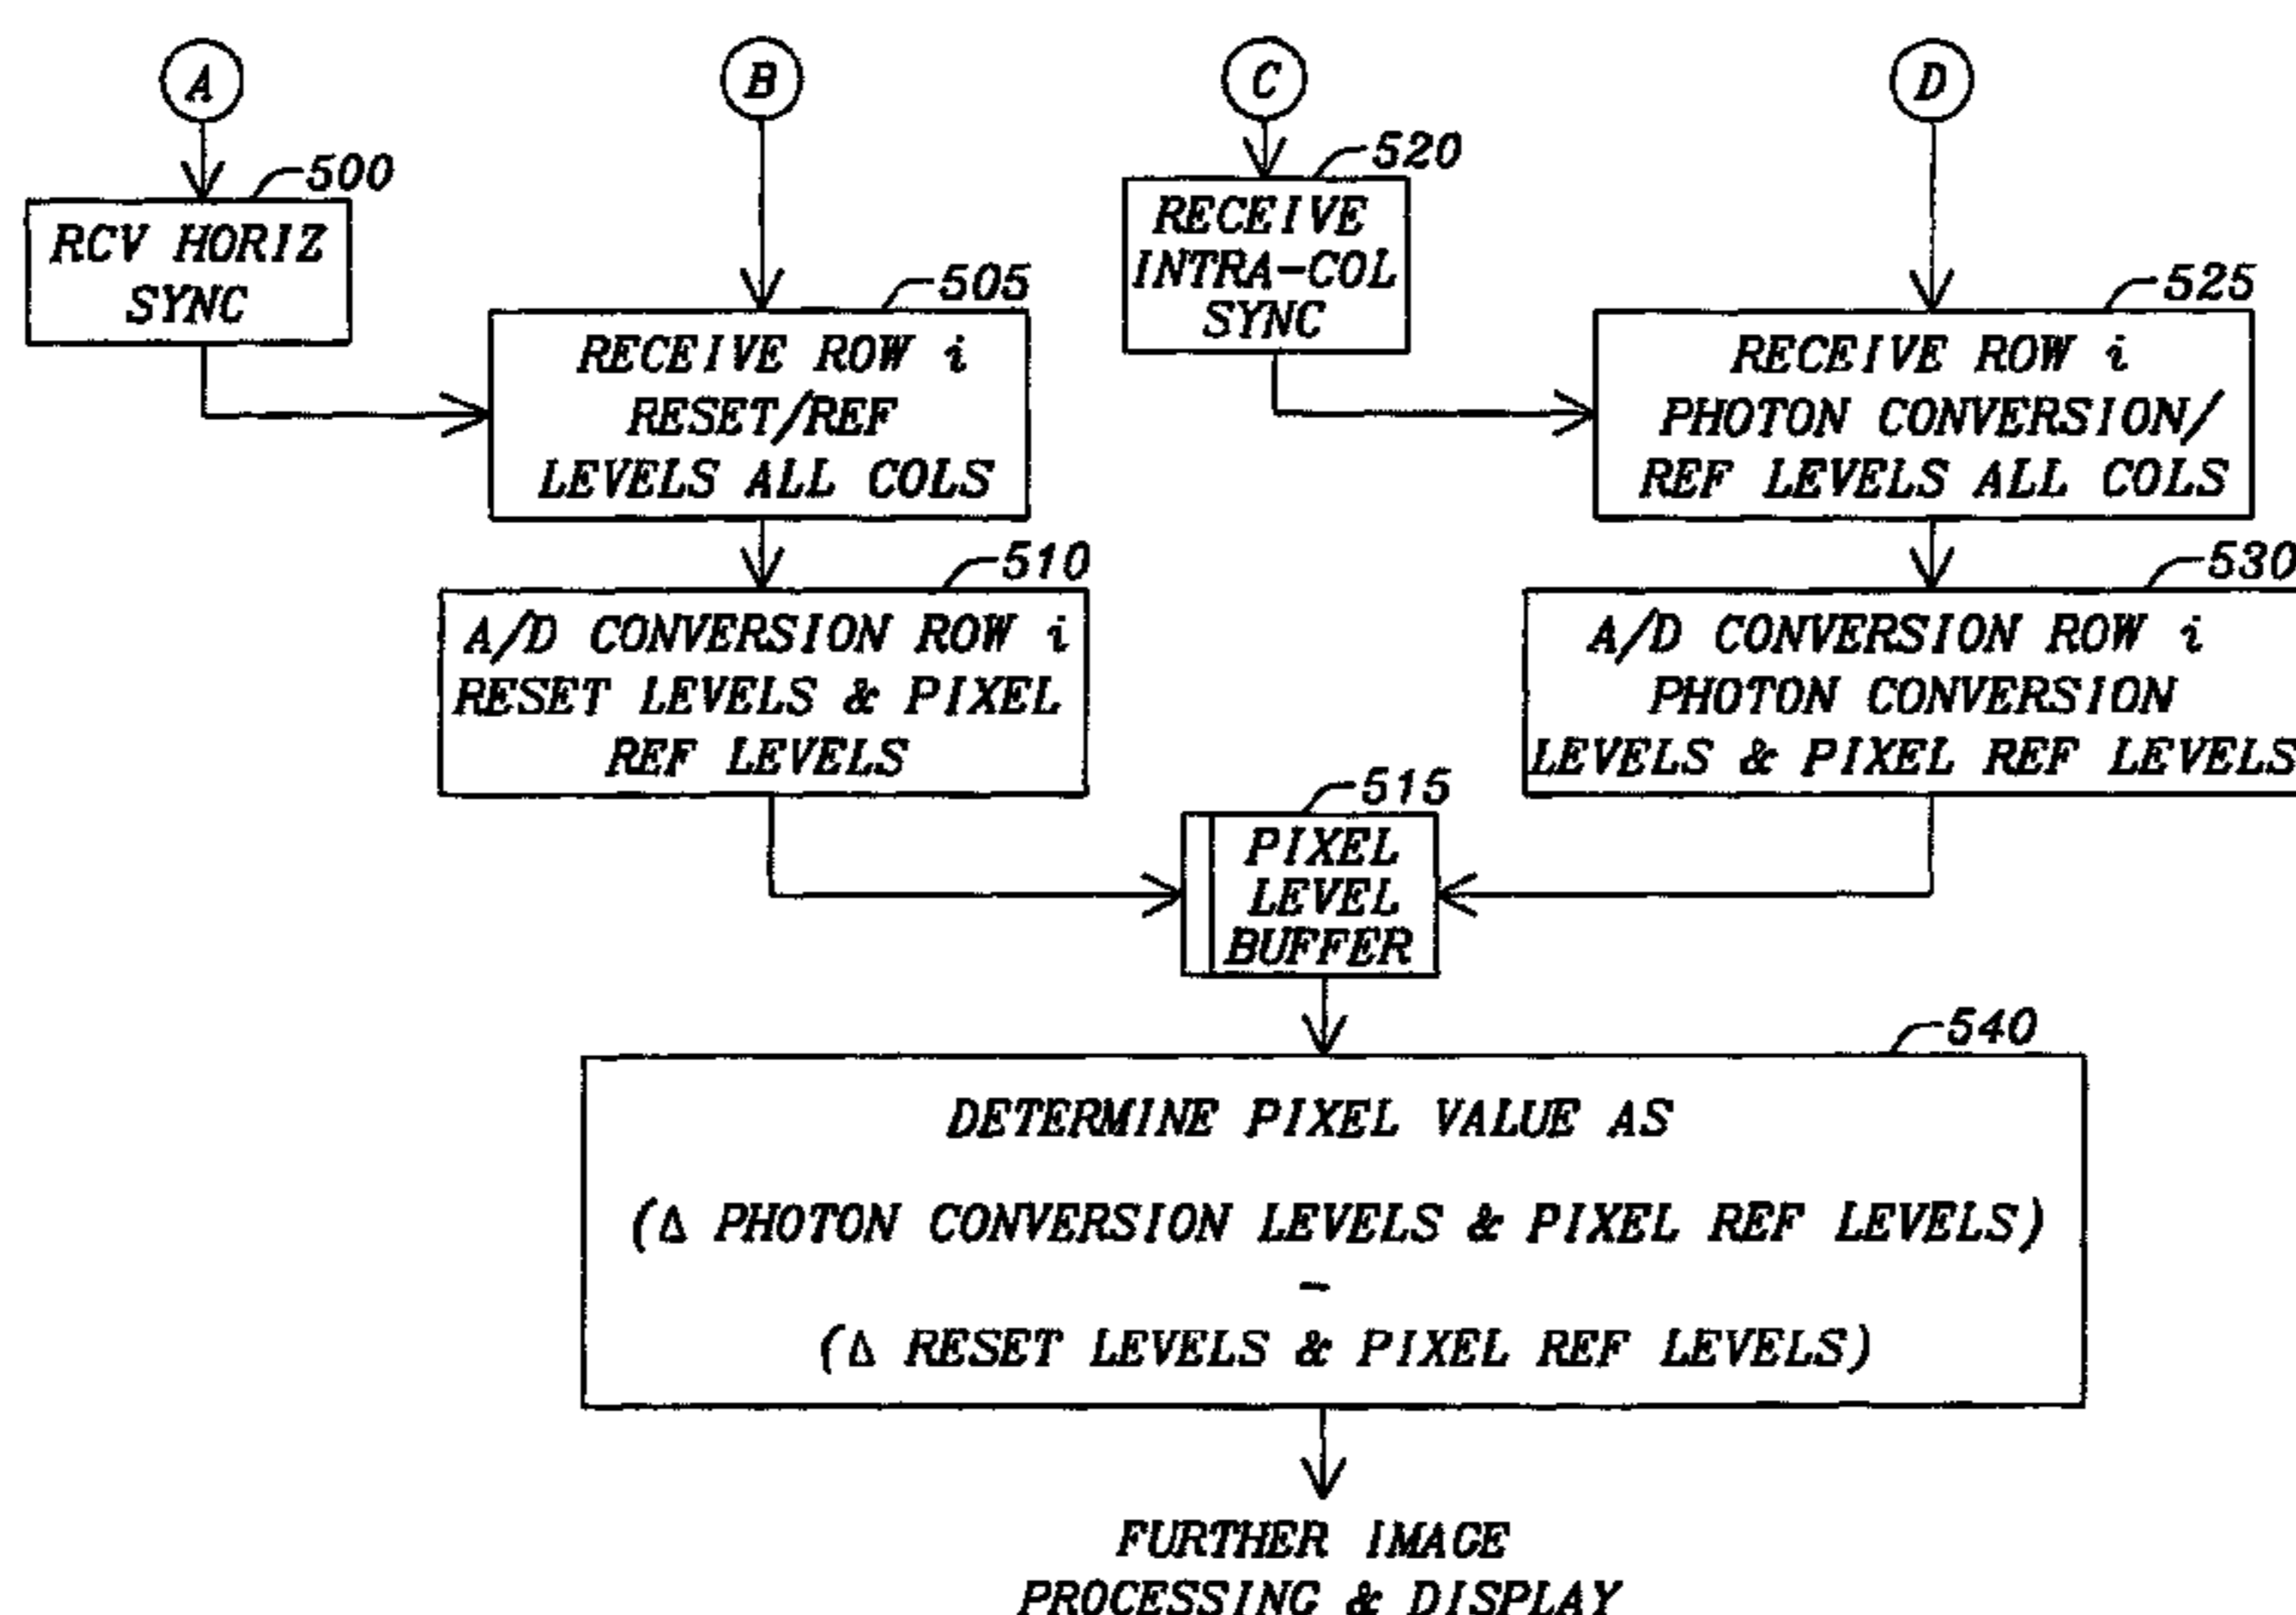 A
B
C
D
500
RCV HORIZ
SYNC
505
RECEIVE ROW i
RESET/REF
LEVELS ALL COLS
520
RECEIVE
INTRA-COL
SYNC
525
RECEIVE ROW i
PHOTON CONVERSION/
REF LEVELS ALL COLS
510
A/D CONVERSION ROW i
RESET LEVELS & PIXEL
REF LEVELS
530
A/D CONVERSION ROW i
PHOTON CONVERSION
LEVELS & PIXEL REF LEVELS
515
PIXEL
LEVEL
BUFFER
540
DETERMINE PIXEL VALUE AS
(Δ PHOTON CONVERSION LEVELS & PIXEL REF LEVELS)
-
(Δ RESET LEVELS & PIXEL REF LEVELS)
FURTHER IMAGE
PROCESSING & DISPLAY